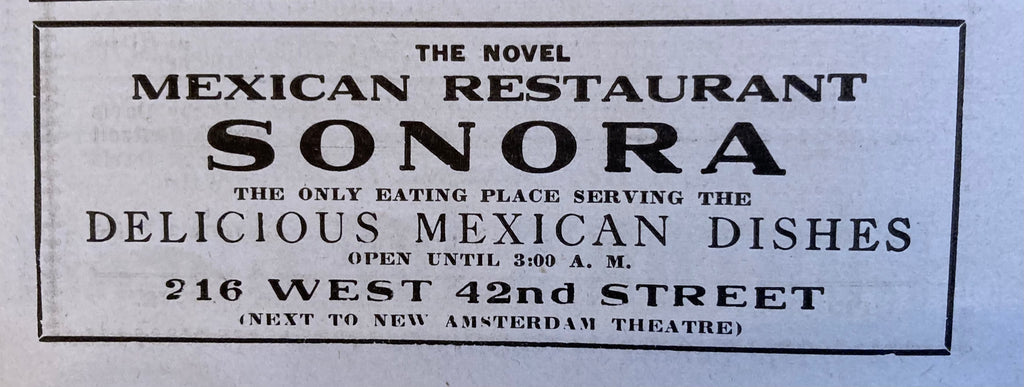 THE NOVEL
MEXICAN RESTAURANT
SONORA
THE ONLY EATING PLACE SERVING THE
DELICIOUS MEXICAN DISHES
OPEN UNTIL 3:00 A. M.
216 WEST 42nd STREET
(NEXT TO NEW AMSTERDAM THEATRE)